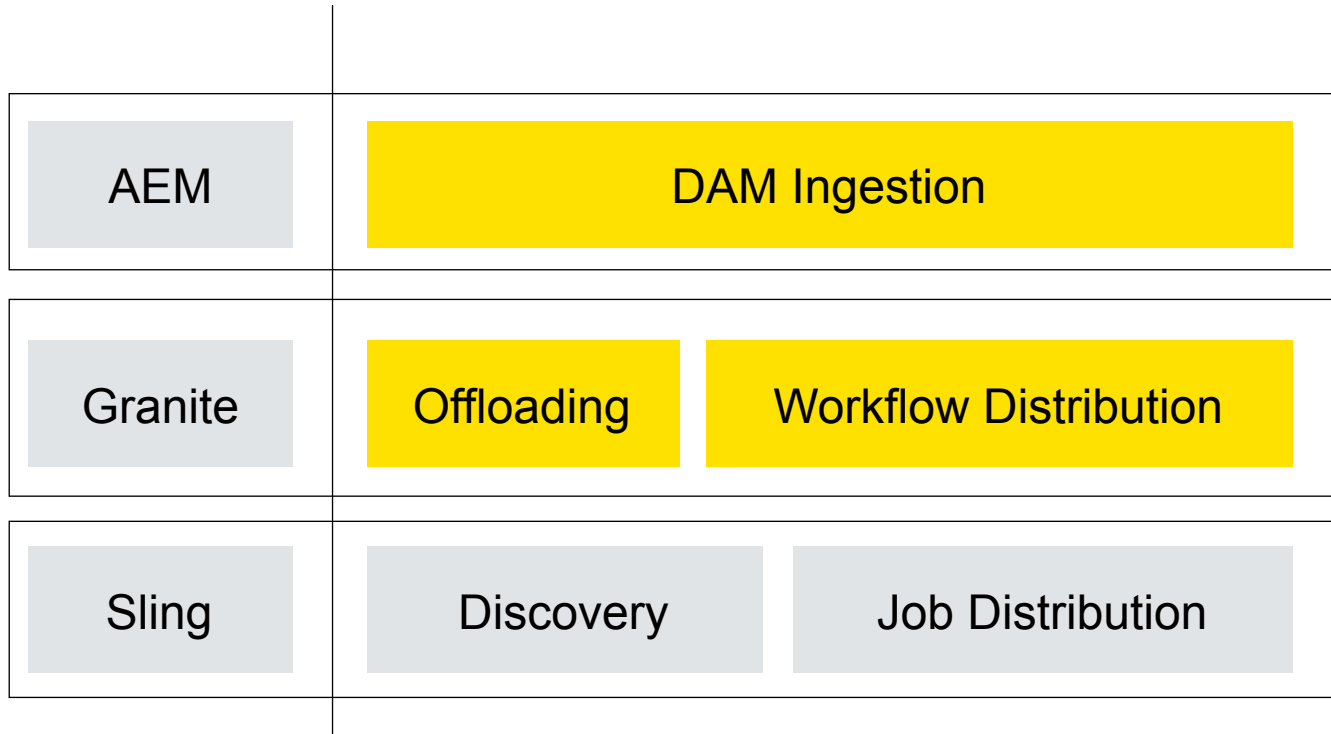 AEM
DAM Ingestion
Granite
Offloading
Workflow Distribution
Sling
Discovery
Job Distribution